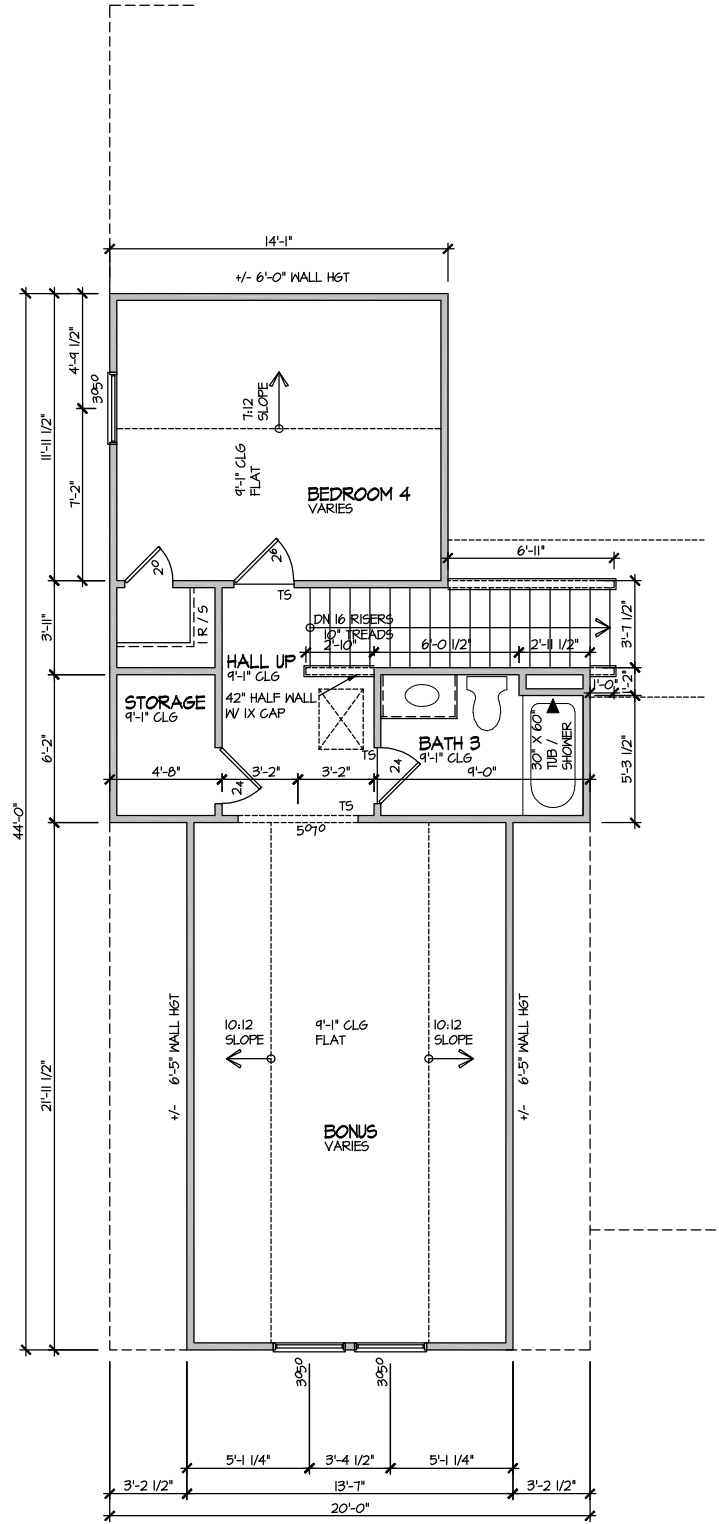 14'-1"
+/- 6'-0" WALL HGT
4'-9 1/2"
3⁰5⁰
11'-11 1/2"
7:12
SLOPE
9'-1" CLG
FLAT
7'-2"
BEDROOM 4
VARIES
6'-11"
2⁰
2⁶
TS
1 R / S
3'-11"
DN 16 RISERS
10" TREADS
3'-7 1/2"
2'-10"
6'-0 1/2"
2'-11 1/2"
HALL UP
9'-1" CLG
1'-0"
1'-2"
STORAGE
9'-1" CLG
42" HALF WALL
W/ 1X CAP
6'-2"
BATH 3
9'-1" CLG
30" X 60"
TUB /
SHOWER
5'-3 1/2"
TS
4'-8"
2⁴
3'-2"
3'-2"
2⁴
9'-0"
TS
5⁰7⁰
44'-0"
+/- 6'-5" WALL HGT
10:12
SLOPE
9'-1" CLG
FLAT
10:12
SLOPE
+/- 6'-5" WALL HGT
21'-11 1/2"
BONUS
VARIES
3⁰5⁰
3⁰5⁰
5'-1 1/4"
3'-4 1/2"
5'-1 1/4"
3'-2 1/2"
13'-7"
3'-2 1/2"
20'-0"